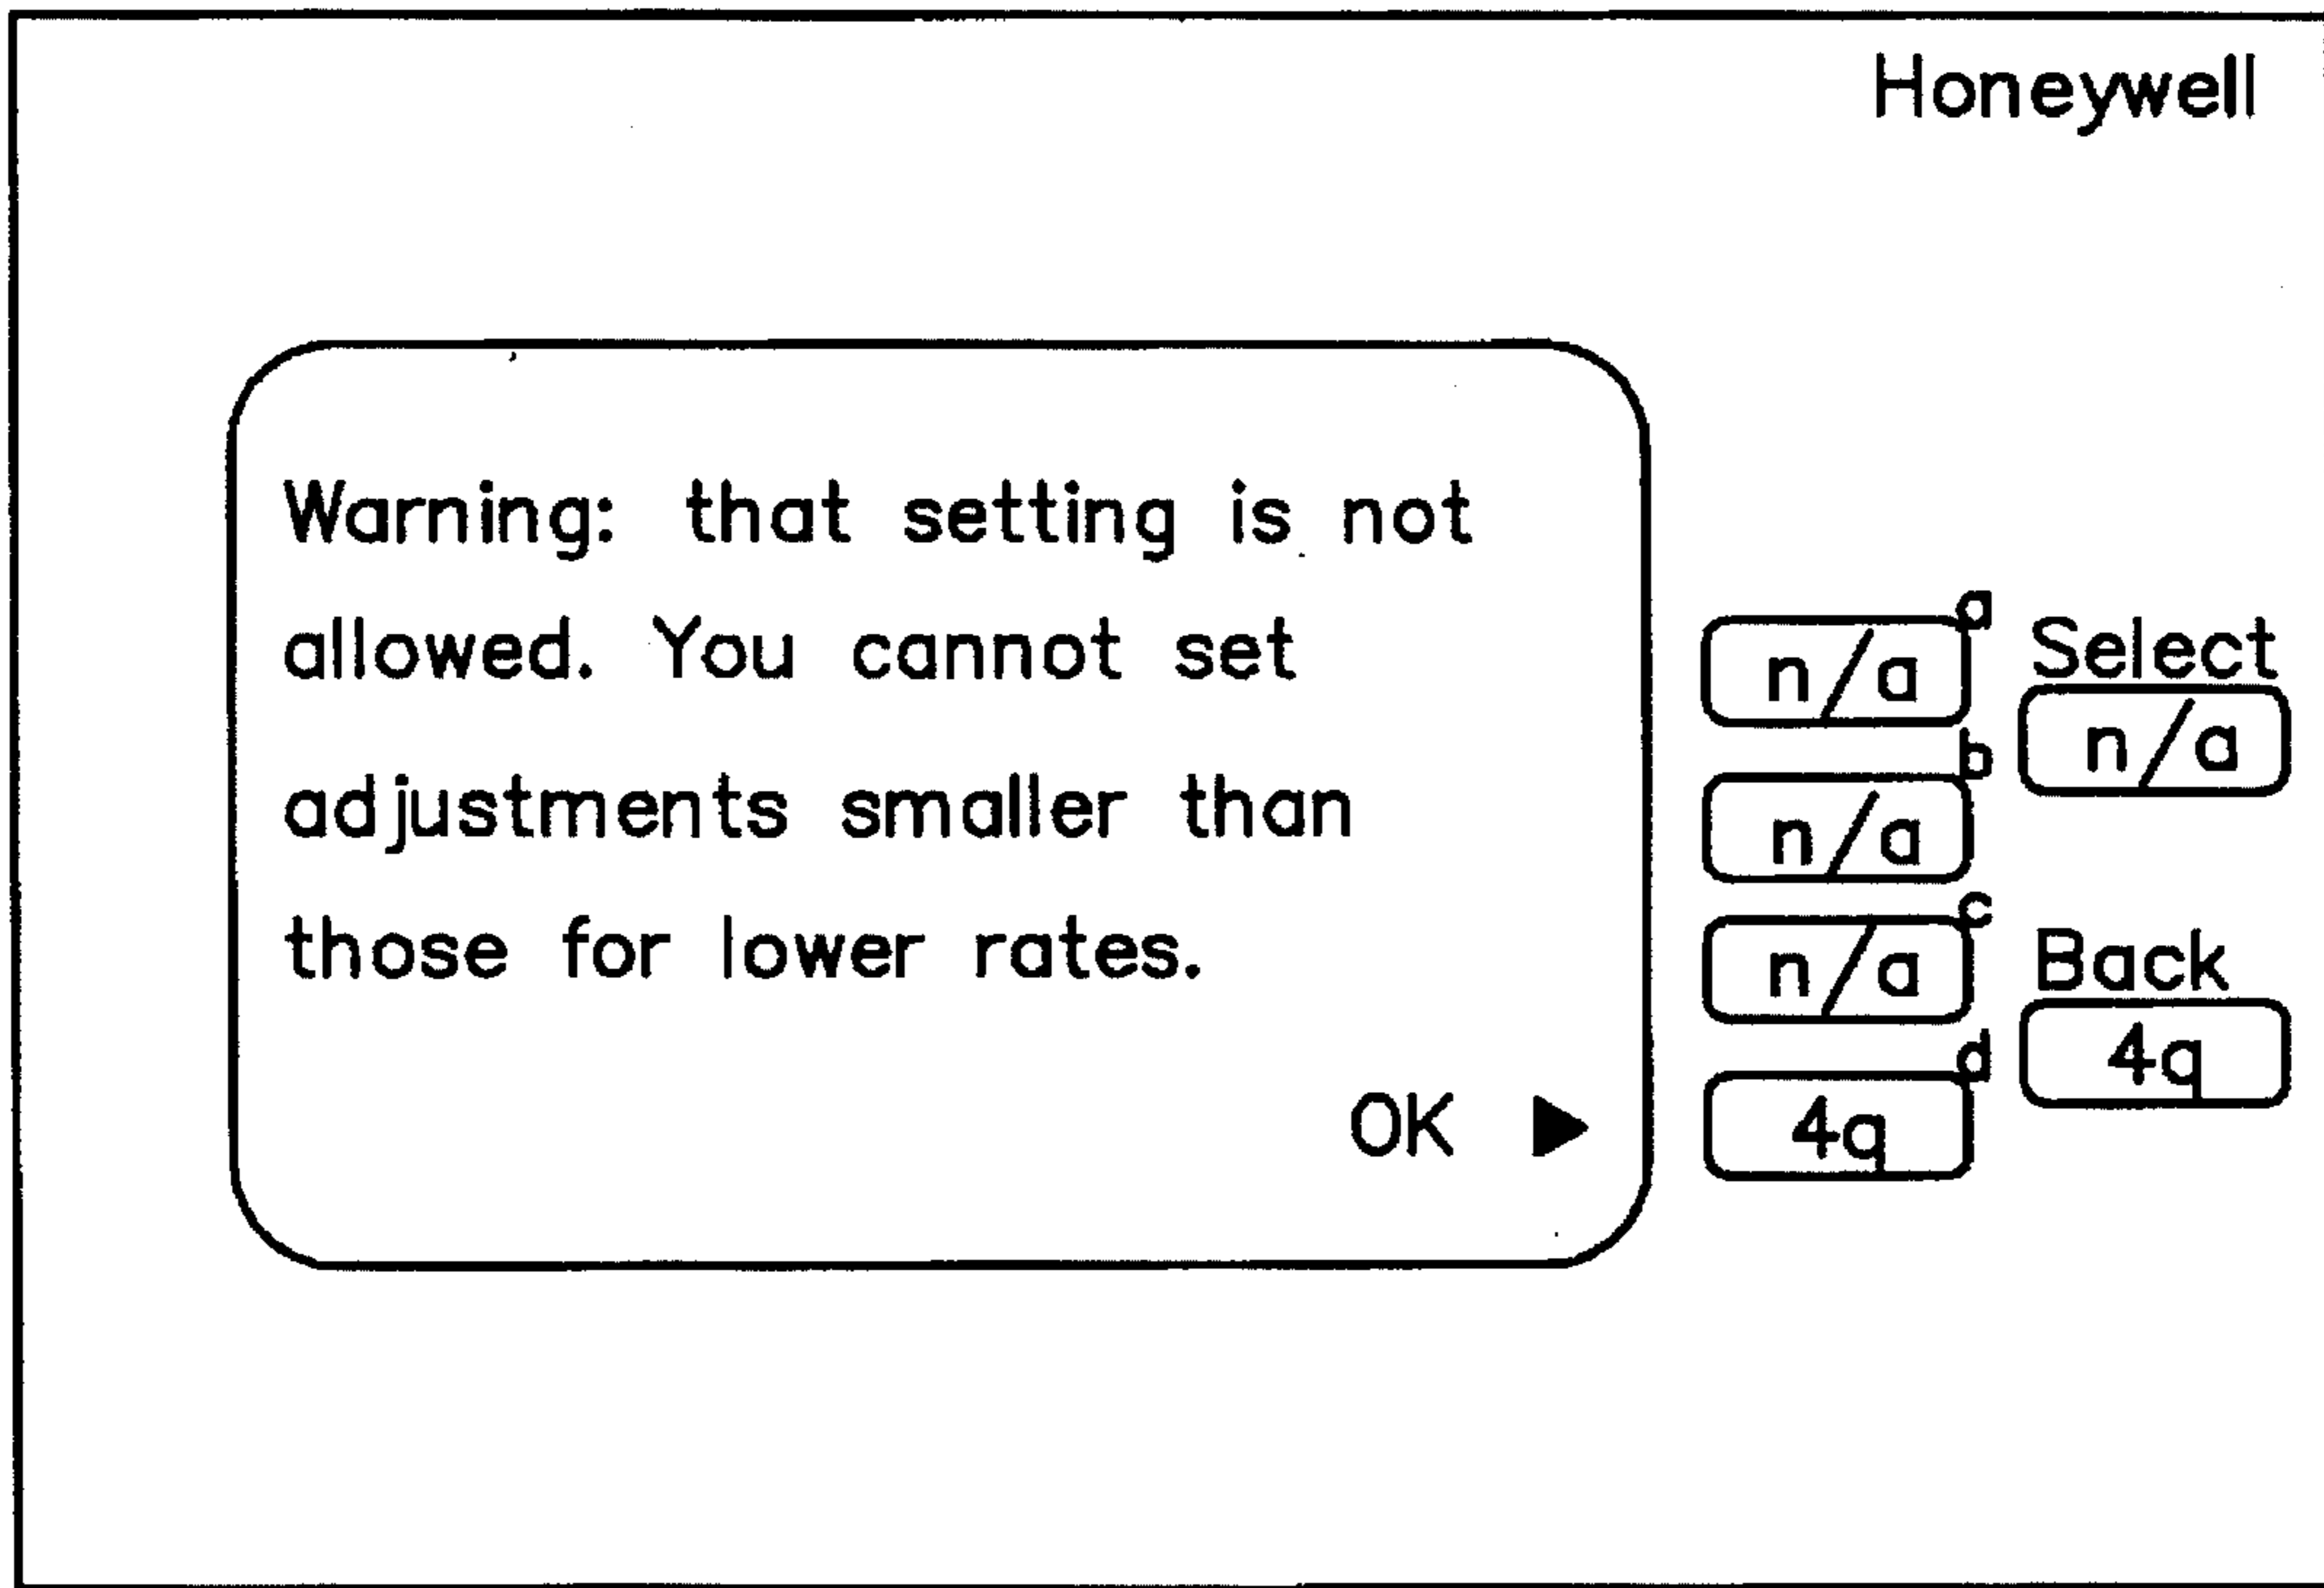 Honeywell
Warning: that setting is not
allowed. You cannot set
adjustments smaller than
those for lower rates.
OK
a
n/a
b
n/a
c
n/a
d
4q
Select
n/a
Back
4q